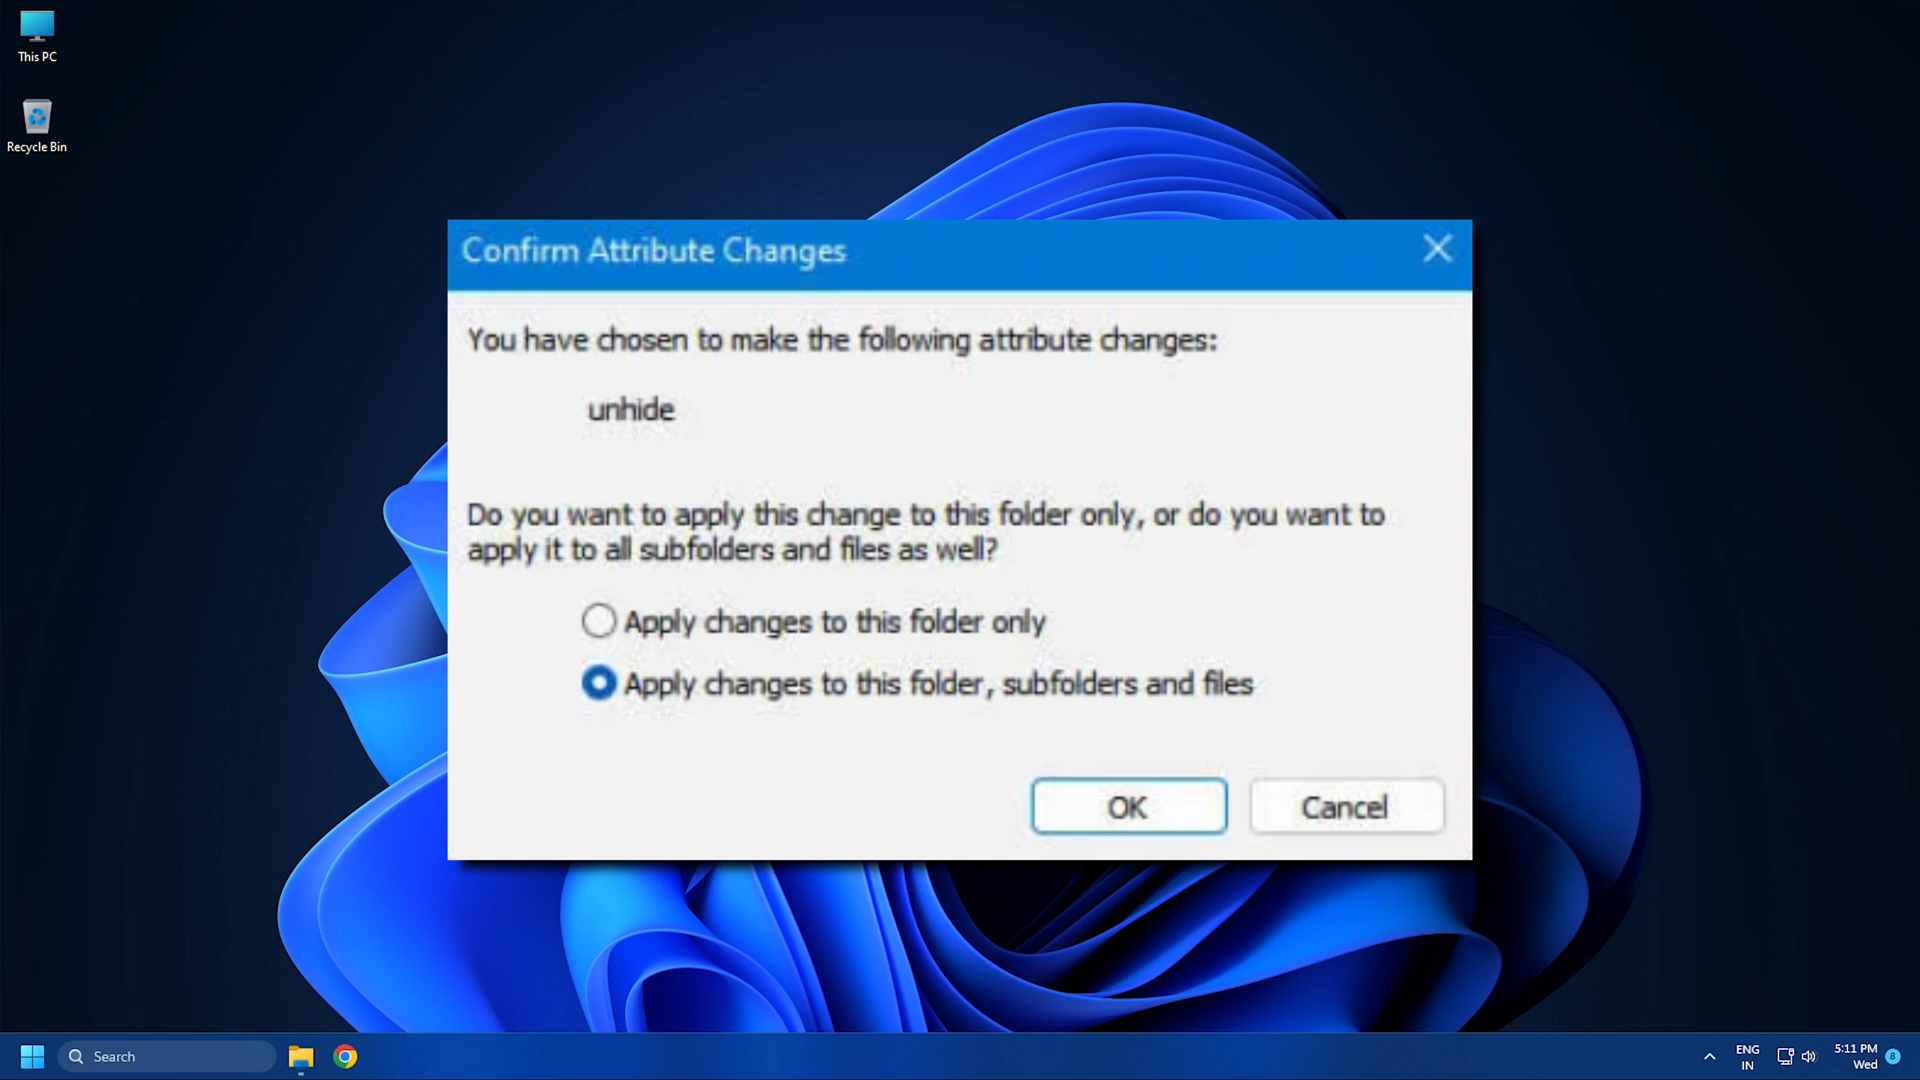 This PC
Recycle Bin
Confirm Attribute Changes
You have chosen to make the following attribute changes:
unhide
Do you want to apply this change to this folder only, or do you want to
apply it to all subfolders and files as well?
Apply changes to this folder only
Apply changes to this folder, subfolders and files
OK
Cancel
Search
ENG
IN
5:11 PM
Wed
8